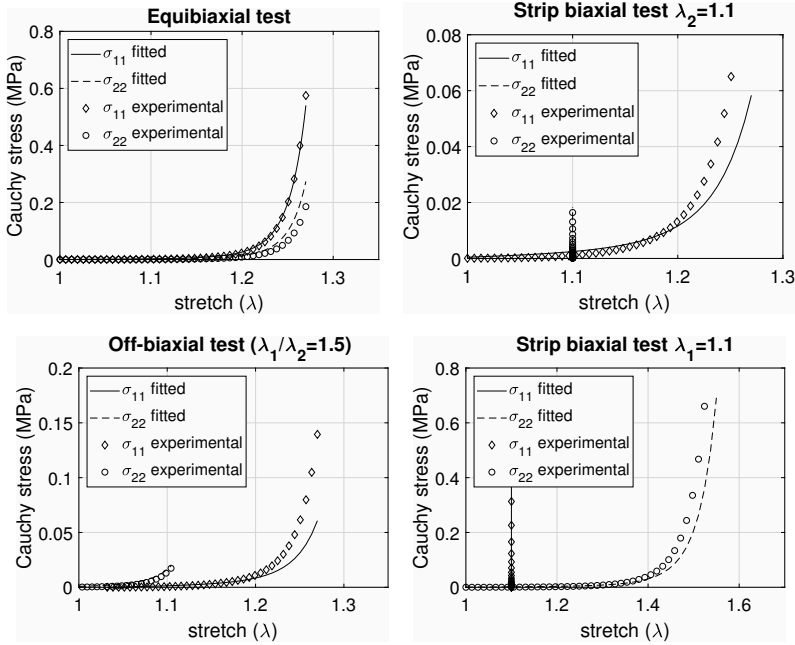 Equibiaxial test
Cauchy stress (MPa)
0.8
0.6
0.4
0.2
0
σ11 fitted
σ22 fitted
σ11 experimental
σ22 experimental
1 1.1 1.2 1.3
stretch (λ)
Strip biaxial test λ2=1.1
Cauchy stress (MPa)
0.08
0.06
0.04
0.02
0
σ11 fitted
σ22 fitted
σ11 experimental
σ22 experimental
1 1.1 1.2 1.3
stretch (λ)
Off-biaxial test (λ1/λ2=1.5)
Cauchy stress (MPa)
0.2
0.15
0.1
0.05
0
σ11 fitted
σ22 fitted
σ11 experimental
σ22 experimental
1 1.1 1.2 1.3
stretch (λ)
Strip biaxial test λ1=1.1
Cauchy stress (MPa)
0.8
0.6
0.4
0.2
0
σ11 fitted
σ22 fitted
σ11 experimental
σ22 experimental
1 1.2 1.4 1.6
stretch (λ)